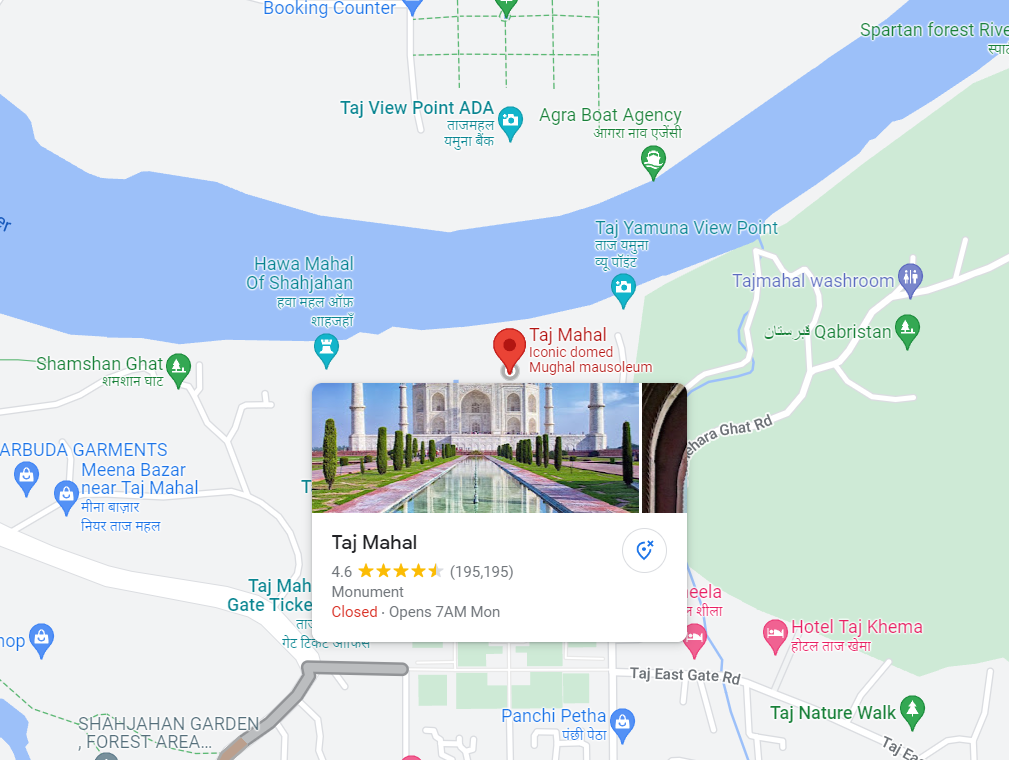 Booking Counter
Spartan forest
Taj View Point ADA
ताजमहल
यमुना बैंक
Agra Boat Agency
आगरा नाव एजेंसी
Taj Yamuna View Point
ताज यमुना
व्यू पॉइंट
Hawa Mahal
Of Shahjahan
हवा महल ऑफ़
शाहजहाँ
Tajmahal washroom
قبرستان Qabristan
Taj Mahal
Iconic domed
Mughal mausoleum
Shamshan Ghat
शमशान घाट
Ghat Rd
ARBUDA GARMENTS
Meena Bazar
near Taj Mahal
मीना बाज़ार
नियर ताज महल
Taj Mahal
4.6 (195,195)
Monument
Closed · Opens 7AM Mon
Taj Mah
Gate Ticke
गेट टिकट ऑफिस
शीला
Hotel Taj Khema
होटल ताज खेमा
Taj East Gate Rd
Panchi Petha
पंछी पेठा
Taj Nature Walk
SHAHJAHAN GARDEN
, FOREST AREA...
Taj